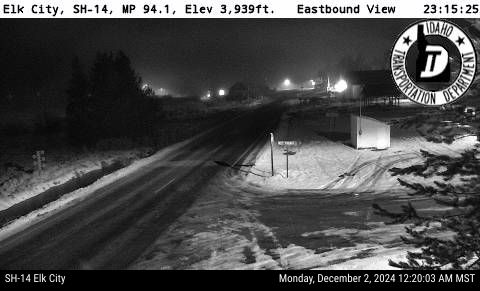 Elk City, SH-14, MP 94.1, Elev 3,939ft. Eastbound View 23:15:25
IDAHO
TRANSPORTATION DEPARTMENT
SH-14 Elk City
Monday, December 2, 2024 12:20:03 AM MST